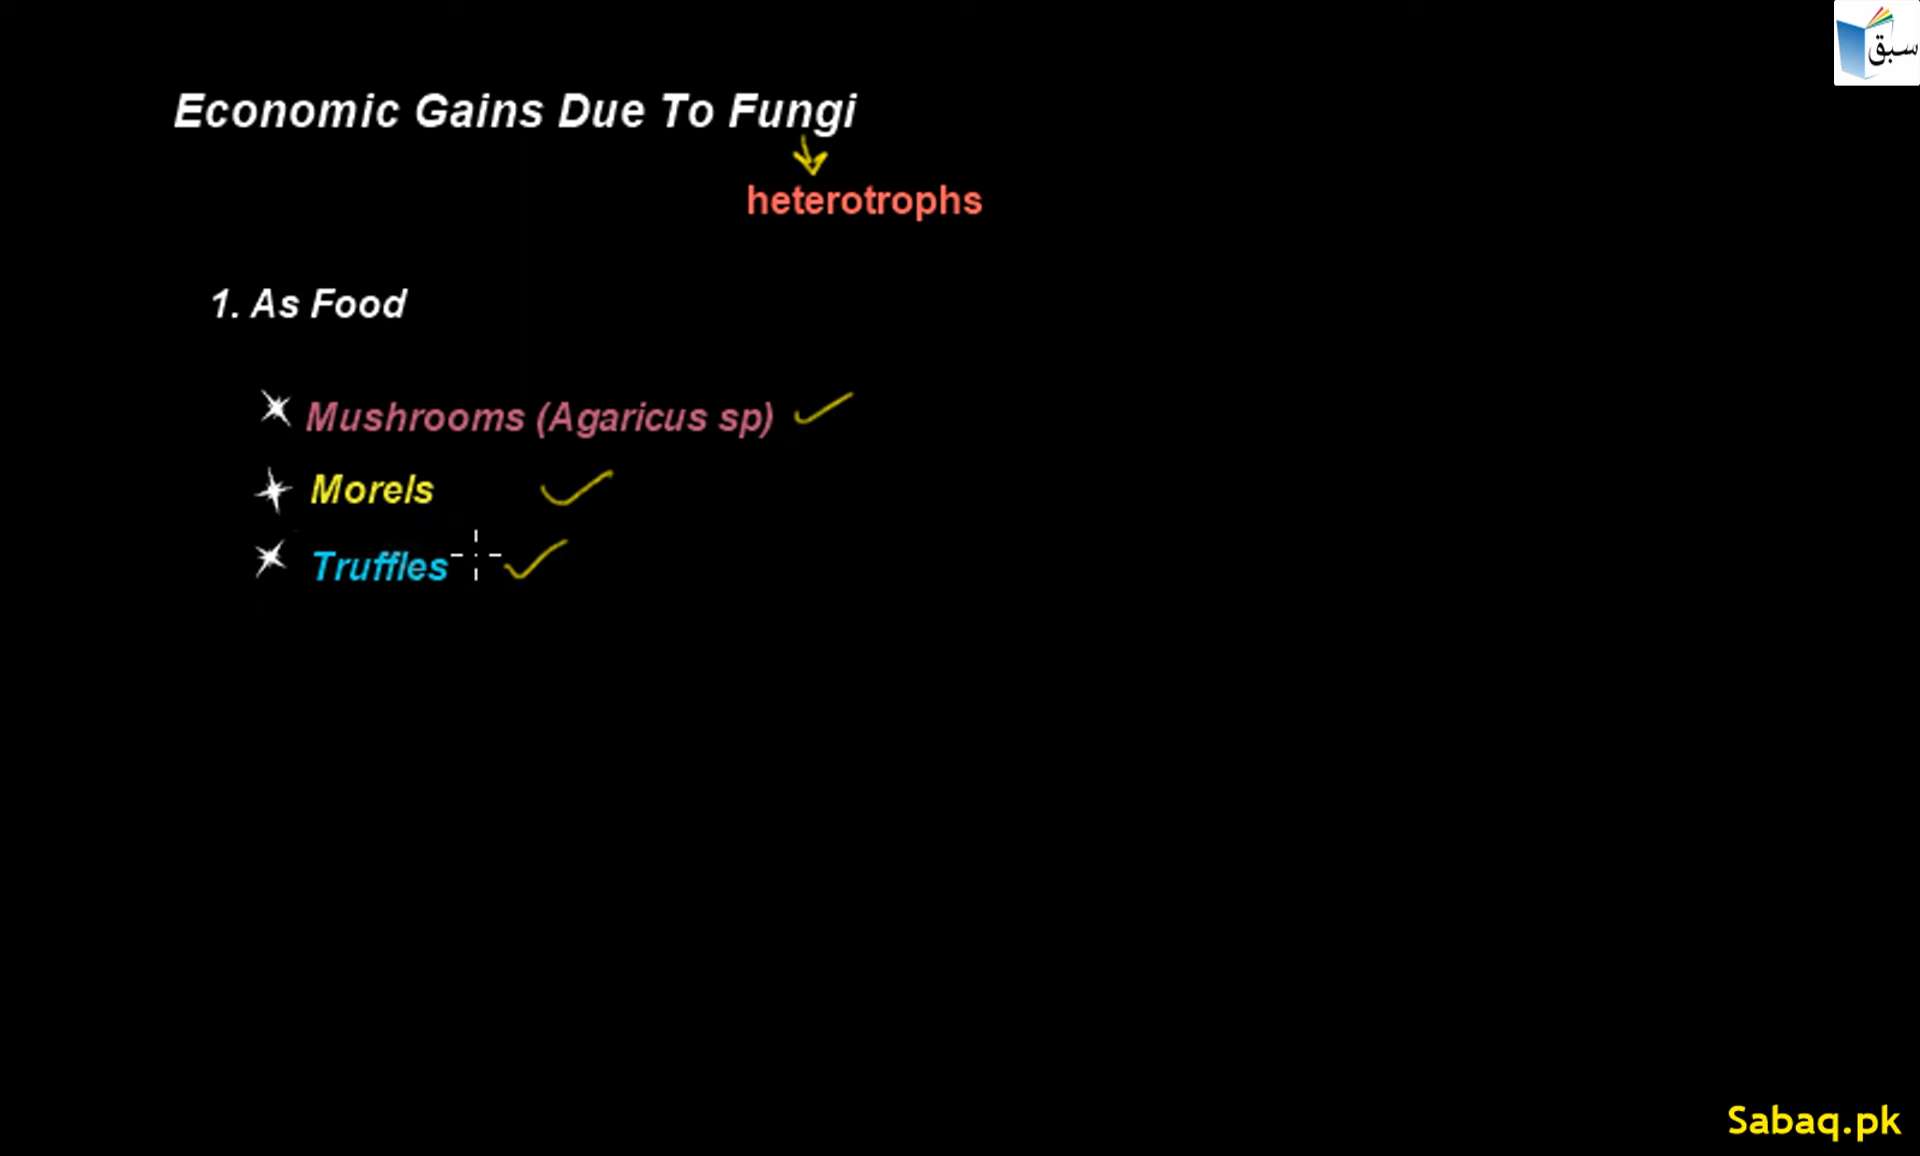 سبق
Economic Gains Due To Fungi
heterotrophs
1. As Food
Mushrooms (Agaricus sp)
Morels
Truffles
Sabaq.pk